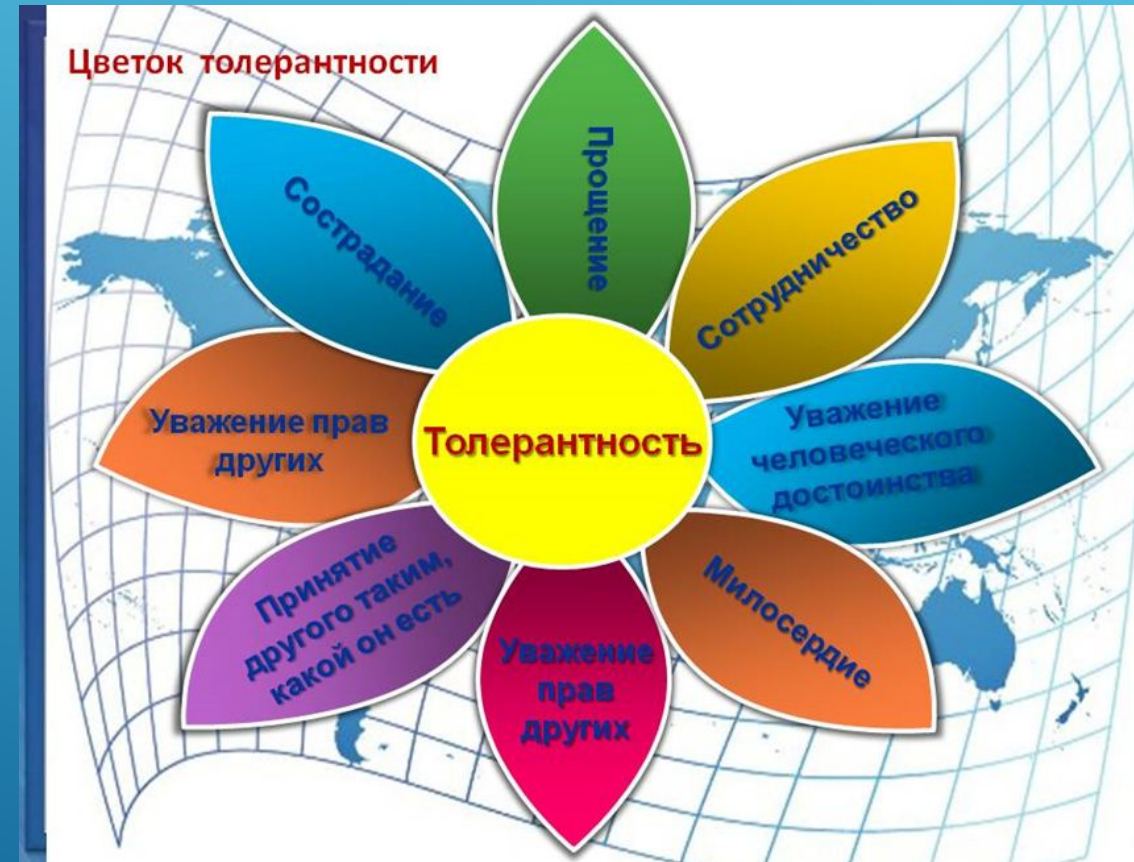 Цветок толерантности
Прощение
Сострадание
Сотрудничество
Уважение прав
других
Толерантность
Уважение
человеческого
достоинства
Принятие
другого таким,
какой он есть
Уважение
прав
других
Милосердие